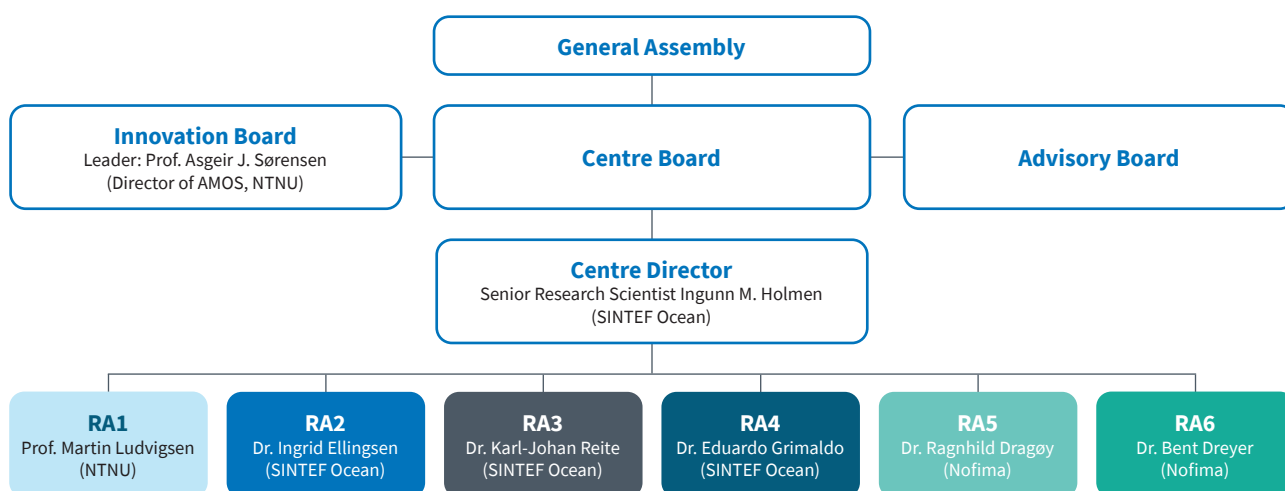 General Assembly
Innovation Board
Leader: Prof. Asgeir J. Sørensen
(Director of AMOS, NTNU)
Centre Board
Advisory Board
Centre Director
Senior Research Scientist Ingunn M. Holmen
(SINTEF Ocean)
RA1
Prof. Martin Ludvigsen
(NTNU)
RA2
Dr. Ingrid Ellingsen
(SINTEF Ocean)
RA3
Dr. Karl-Johan Reite
(SINTEF Ocean)
RA4
Dr. Eduardo Grimaldo
(SINTEF Ocean)
RA5
Dr. Ragnhild Dragøy
(Nofima)
RA6
Dr. Bent Dreyer
(Nofima)